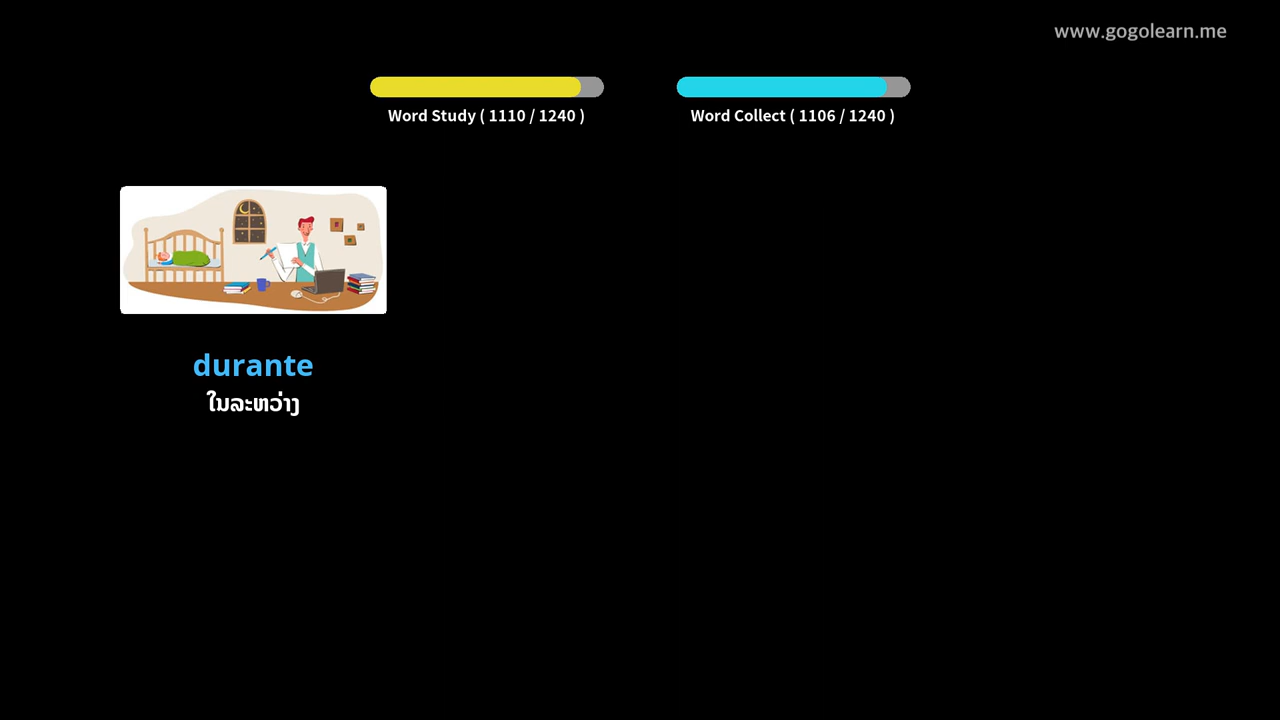 www.gogolearn.me
Word Study ( 1110 / 1240 )
Word Collect ( 1106 / 1240 )
durante
ໃນລະຫວ່າງ